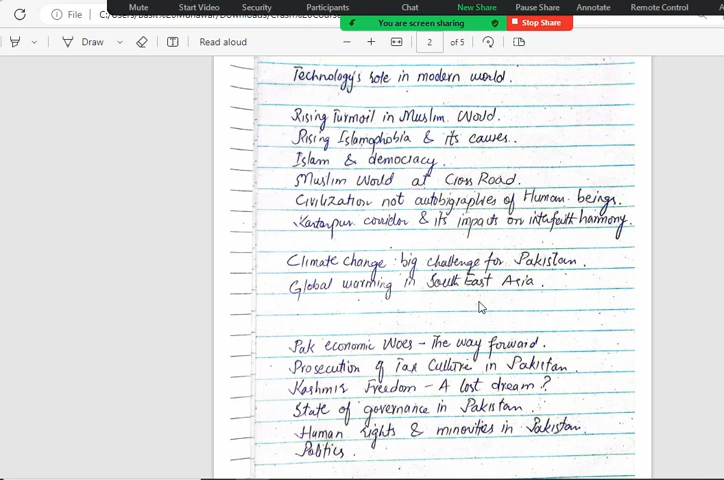 Mute Start Video Security Participants Chat New Share Pause Share Annotate Remote Control
You are screen sharing Stop Share
File
Draw Read aloud 2 of 5
Technology's role in modern world.
Rising Turmoil in Muslim World.
Rising Islamophobia & its causes.
Islam & democracy.
Muslim World at Cross Road.
Civilization not autobigraphies of Human beings.
Kartarpur corridor & its impacts on interfaith harmony.
Climate change big challenge for Pakistan.
Global warming in South East Asia.
Pak economic Woes - The way forward.
Prosecution of Tax Culture in Pakistan.
Kashmir Freedom - A lost dream?
State of governance in Pakistan.
Human rights & minorities in Pakistan.
Politics.